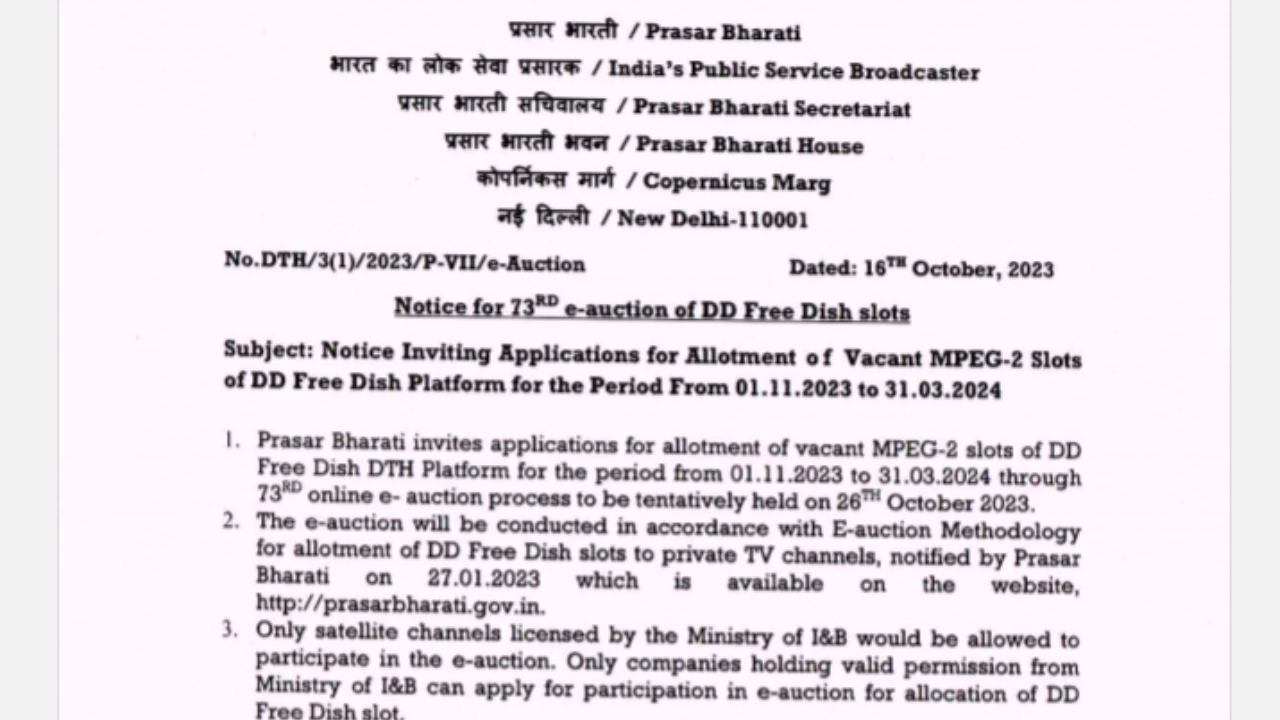 प्रसार भारती / Prasar Bharati
भारत का लोक सेवा प्रसारक / India's Public Service Broadcaster
प्रसार भारती सचिवालय / Prasar Bharati Secretariat
प्रसार भारती भवन / Prasar Bharati House
कोपर्निकस मार्ग / Copernicus Marg
नई दिल्ली / New Delhi-110001
No.DTH/3(1)/2023/P-VII/e-Auction Dated: 16TH October, 2023
Notice for 73RD e-auction of DD Free Dish slots
Subject: Notice Inviting Applications for Allotment of Vacant MPEG-2 Slots
of DD Free Dish Platform for the Period From 01.11.2023 to 31.03.2024
1. Prasar Bharati invites applications for allotment of vacant MPEG-2 slots of DD
Free Dish DTH Platform for the period from 01.11.2023 to 31.03.2024 through
73RD online e- auction process to be tentatively held on 26TH October 2023.
2. The e-auction will be conducted in accordance with E-auction Methodology
for allotment of DD Free Dish slots to private TV channels, notified by Prasar
Bharati on 27.01.2023 which is available on the website,
http://prasarbharati.gov.in.
3. Only satellite channels licensed by the Ministry of I&B would be allowed to
participate in the e-auction. Only companies holding valid permission from
Ministry of I&B can apply for participation in e-auction for allocation of DD
Free Dish slot.